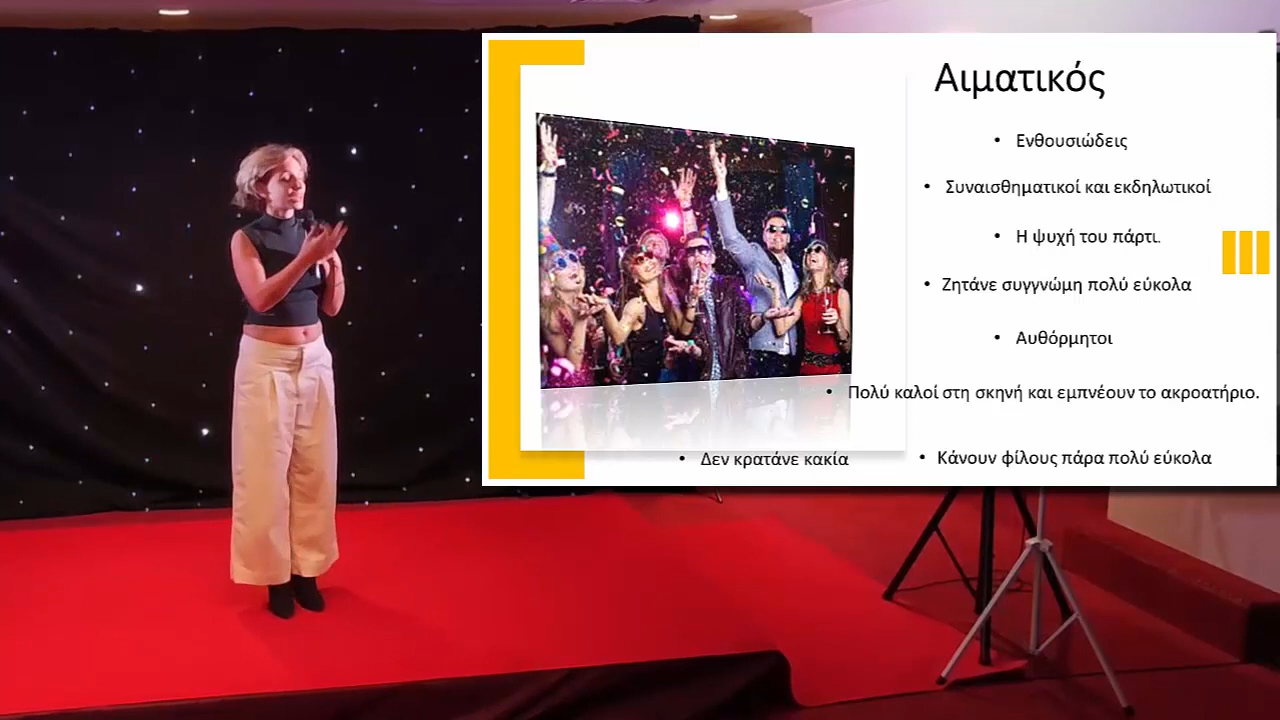 Αιματικός
• Ενθουσιώδεις
• Συναισθηματικοί και εκδηλωτικοί
• Η ψυχή του πάρτι.
• Ζητάνε συγγνώμη πολύ εύκολα
• Αυθόρμητοι
• Πολύ καλοί στη σκηνή και εμπνέουν το ακροατήριο.
• Δεν κρατάνε κακία
• Κάνουν φίλους πάρα πολύ εύκολα